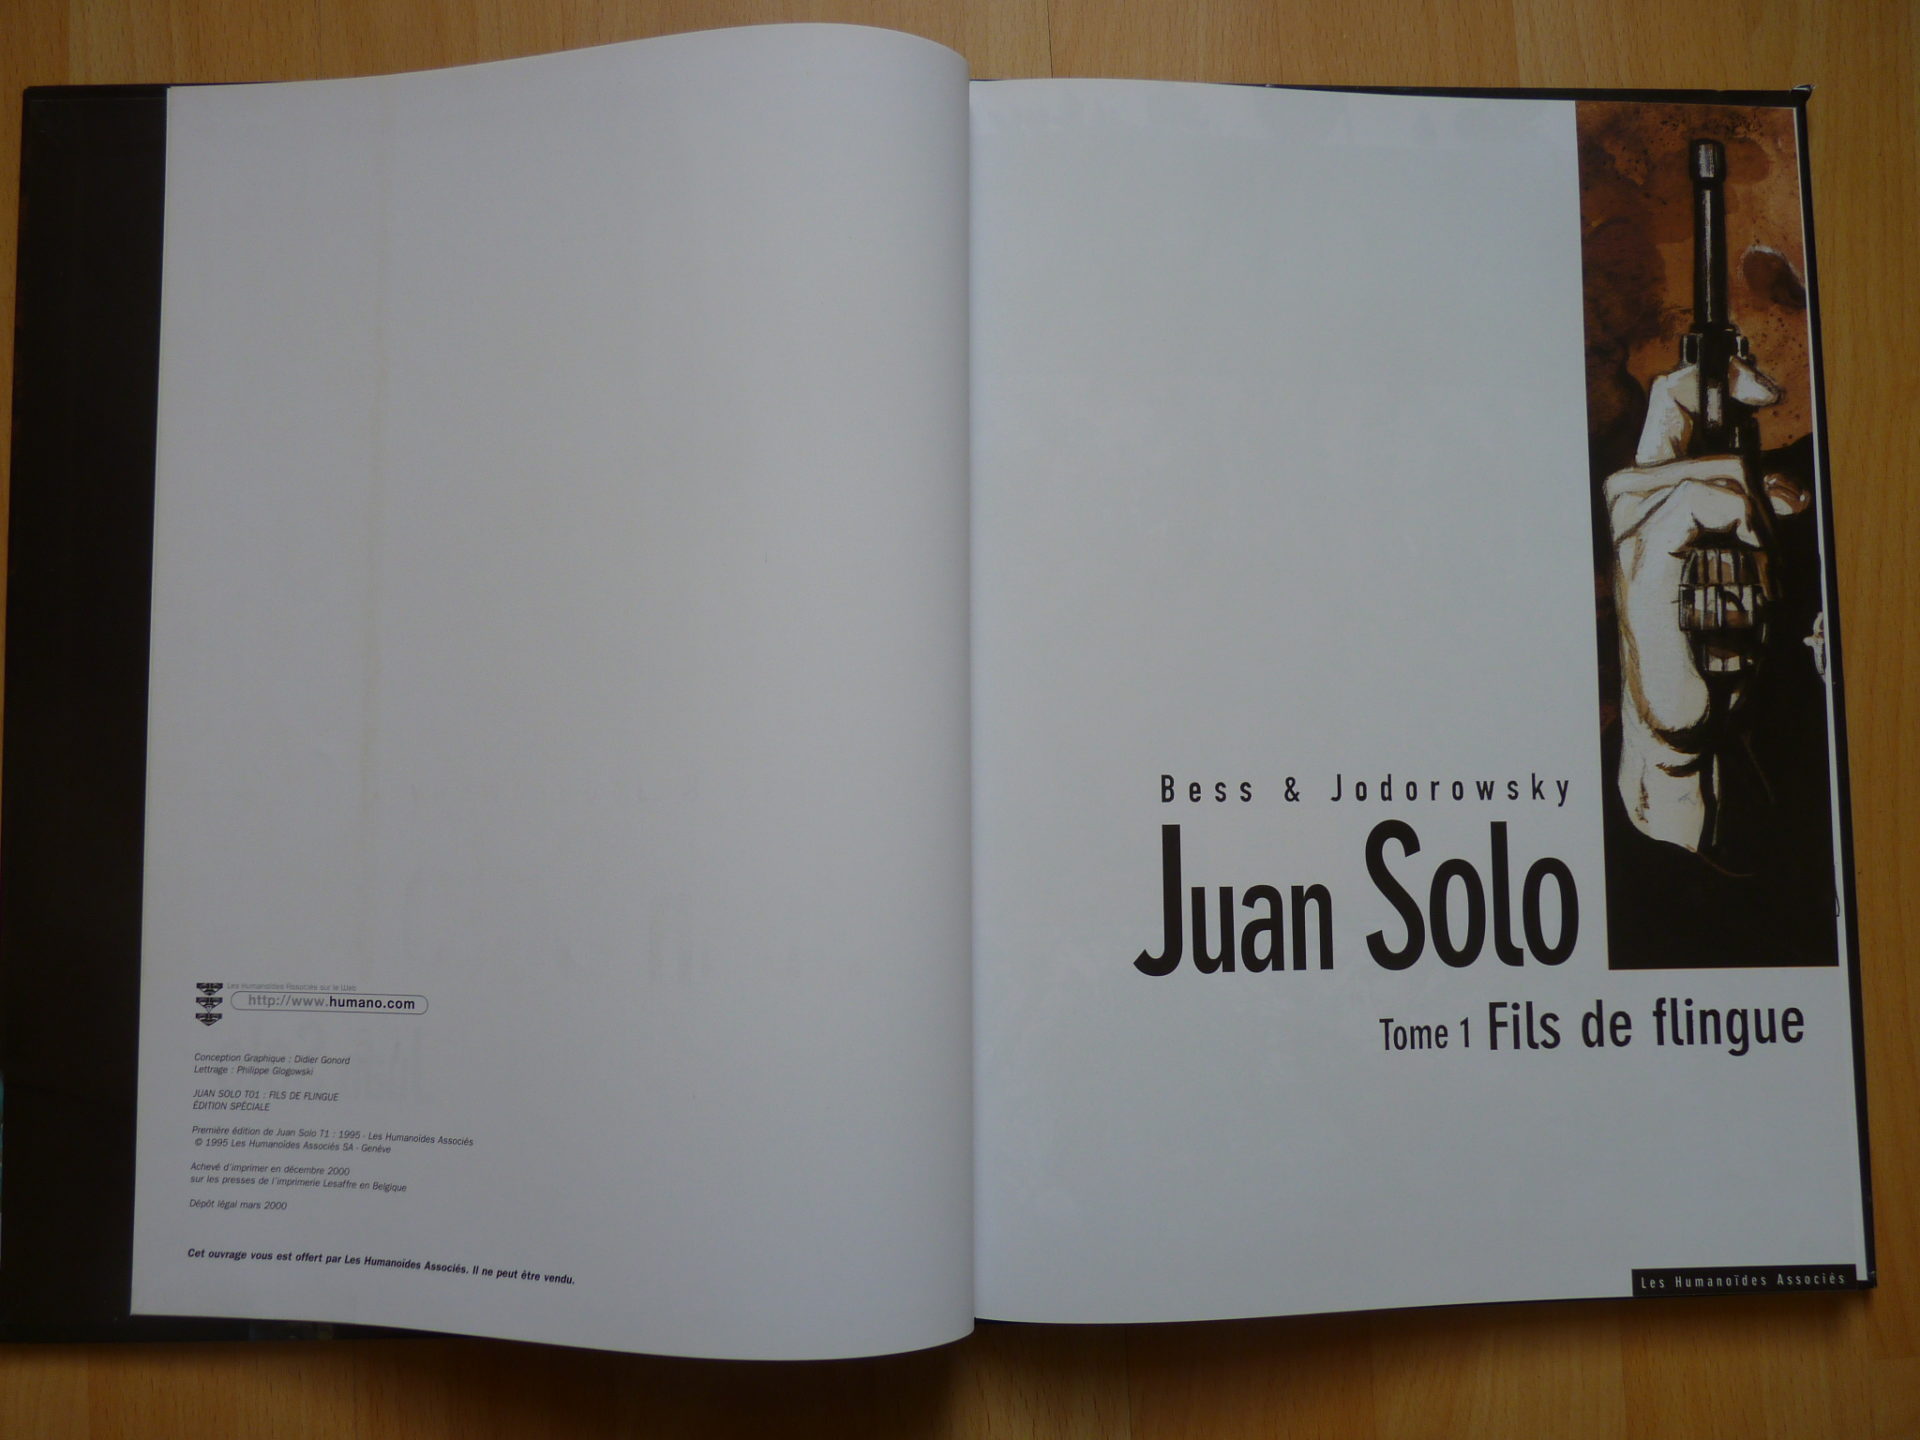 Les Humanoïdes Associés sur le Web
http://www.humano.com
Conception Graphique : Didier Gonord
Lettrage : Philippe Glogowski
JUAN SOLO T01 : FILS DE FLINGUE
ÉDITION SPÉCIALE
Première édition de Juan Solo T1 : 1995 - Les Humanoïdes Associés
© 1995 Les Humanoïdes Associés SA - Genève
Achevé d'imprimer en décembre 2000
sur les presses de l'imprimerie Lesaffre en Belgique
Dépôt légal mars 2000
Cet ouvrage vous est offert par Les Humanoïdes Associés. Il ne peut être vendu.
Bess & Jodorowsky
Juan Solo
Tome 1 Fils de flingue
Les Humanoïdes Associés